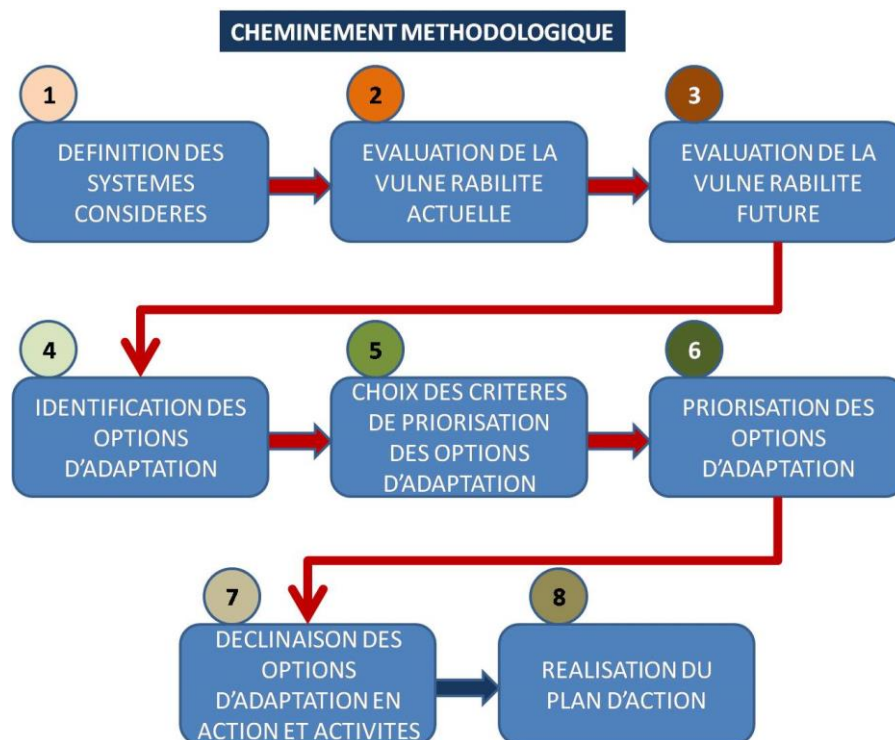 CHEMINEMENT METHODOLOGIQUE
1
DEFINITION DES
SYSTEMES
CONSIDERES
2
EVALUATION DE LA
VULNE RABILITE
ACTUELLE
3
EVALUATION DE LA
VULNE RABILITE
FUTURE
4
IDENTIFICATION DES
OPTIONS
D’ADAPTATION
5
CHOIX DES CRITERES
DE PRIORISATION
DES OPTIONS
D’ADAPTATION
6
PRIORISATION DES
OPTIONS
D’ADAPTATION
7
DECLINAISON DES
OPTIONS
D’ADAPTATION EN
ACTION ET ACTIVITES
8
REALISATION DU
PLAN D’ACTION